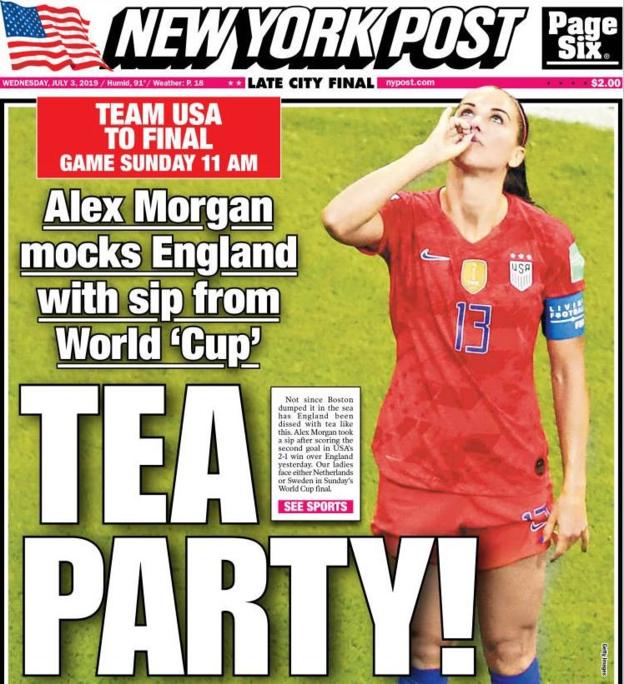 NEW YORK POST
Page
Six®
WEDNESDAY, JULY 3, 2019 / Humid, 91° / Weather: P. 18
★★ LATE CITY FINAL
nypost.com
$2.00
TEAM USA
TO FINAL
GAME SUNDAY 11 AM
Alex Morgan
mocks England
with sip from
World ‘Cup’
TEA
PARTY!
Not since Boston
dumped it in the sea
has England been
dissed with tea like
this. Alex Morgan took
a sip after scoring the
second goal in USA's
2-1 win over England
yesterday. Our ladies
face either Netherlands
or Sweden in Sunday's
World Cup final.
SEE SPORTS
USA
13
LIVING
FOOTBALL
13
Getty Images